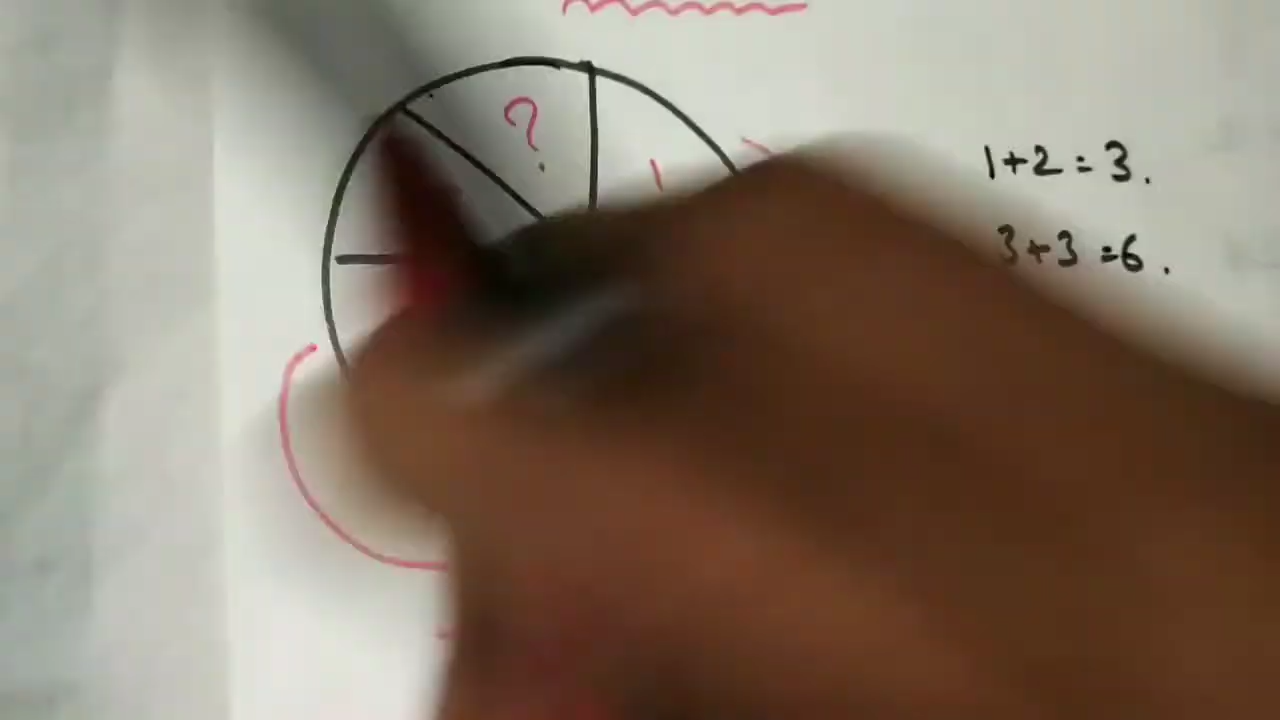 ?
1
1+2=3.
3+3=6.